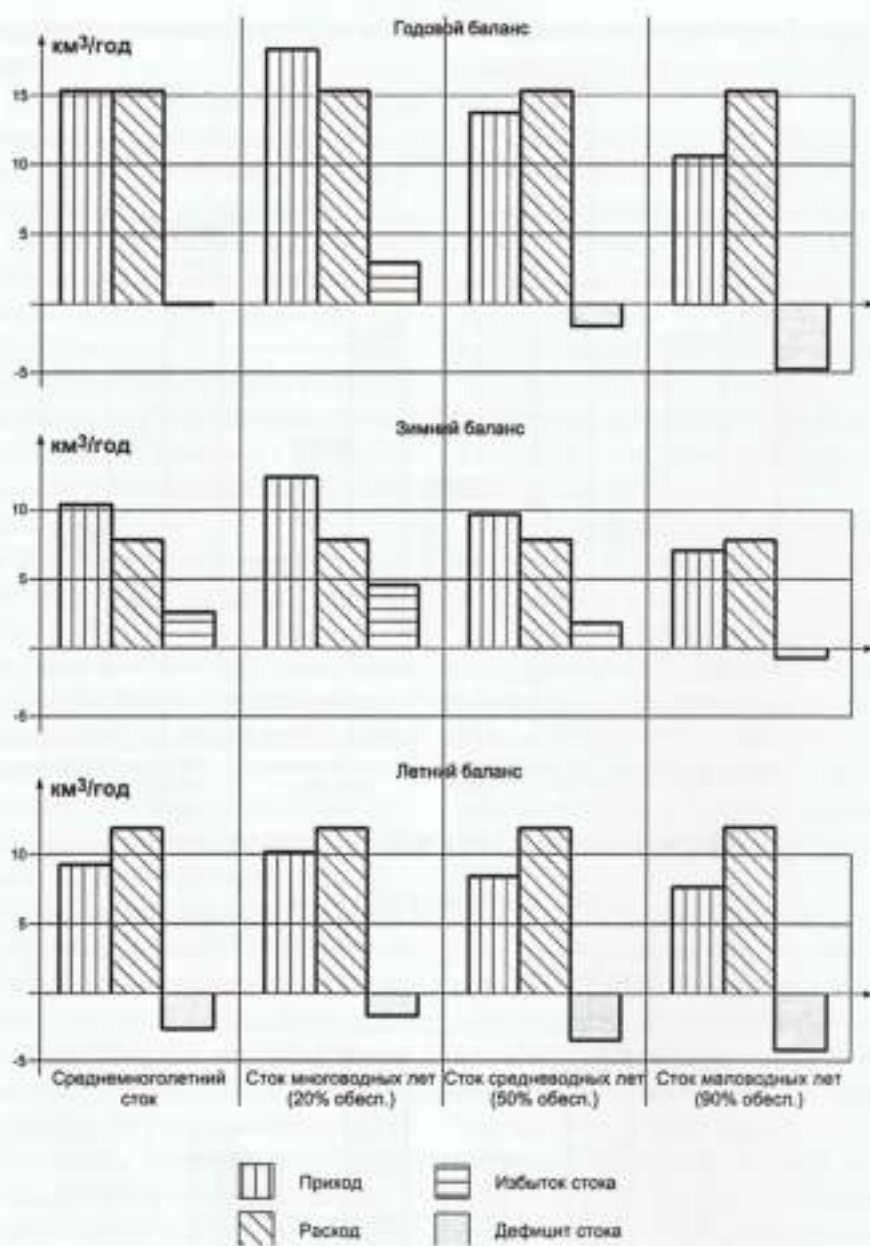 Годовой баланс
км³/год
15
10
5
-5
Зимний баланс
км³/год
10
5
-5
Летний баланс
км³/год
10
5
-5
Среднемноголетний
сток
Сток многоводных лет
(20% обесп.)
Сток средневодных лет
(50% обесп.)
Сток маловодных лет
(90% обесп.)
Приход
Избыток стока
Расход
Дефицит стока